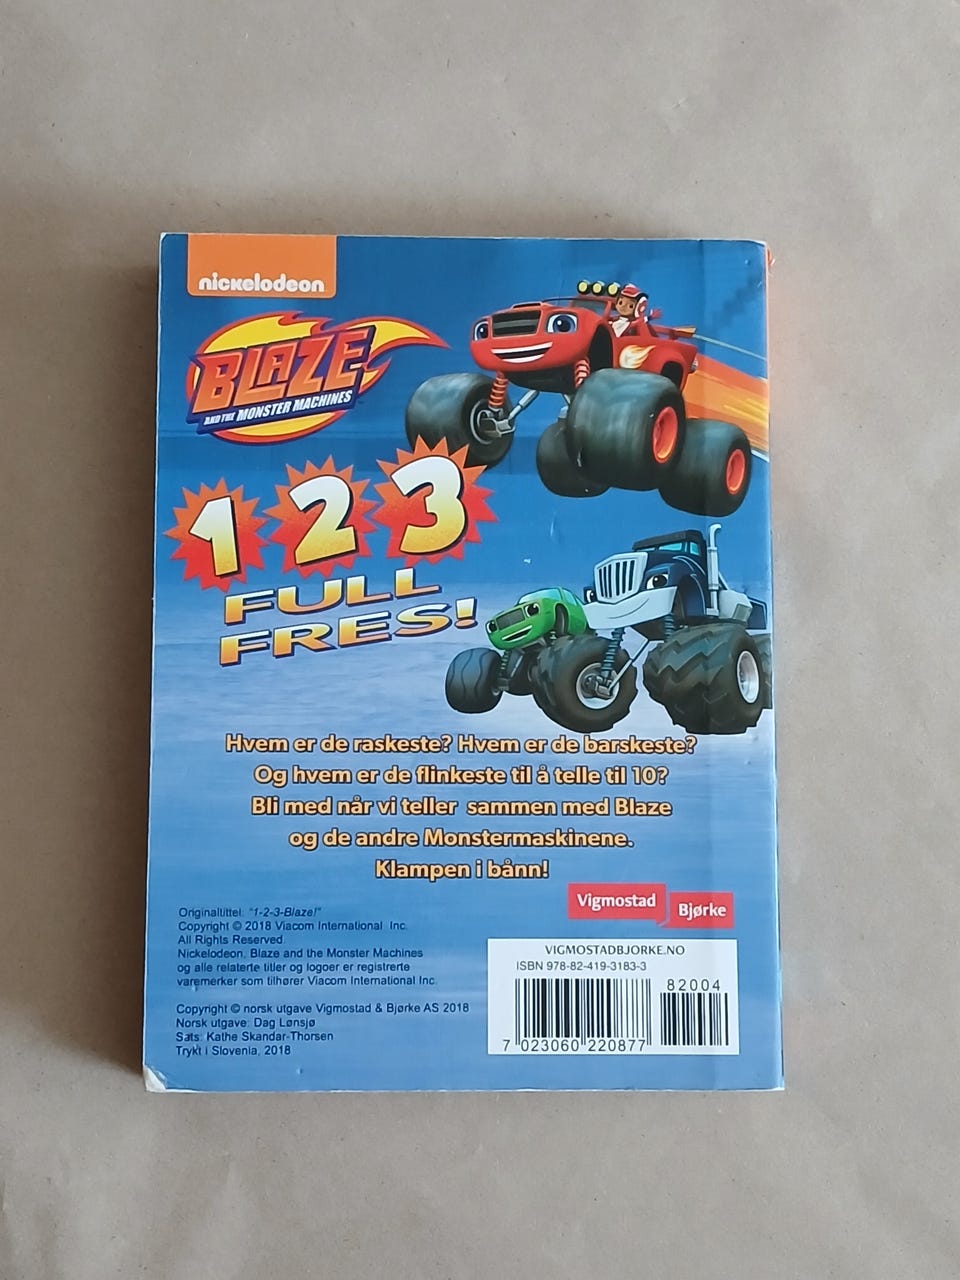 nickelodeon
BLAZE
AND THE MONSTER MACHINES
1 2 3
FULL
FRES!
Hvem er de raskeste? Hvem er de barskeste?
Og hvem er de flinkeste til å telle til 10?
Bli med når vi teller sammen med Blaze
og de andre Monstermaskinene.
Klampen i bånn!
Vigmostad
Bjørke
Originaltittel: "1-2-3-Blaze!"
Copyright © 2018 Viacom International Inc.
All Rights Reserved.
Nickelodeon, Blaze and the Monster Machines
og alle relaterte titler og logoer er registrerte
varemerker som tilhører Viacom International Inc.
Copyright © norsk utgave Vigmostad & Bjørke AS 2018
Norsk utgave: Dag Lønsjø
Sats: Kathe Skandar-Thorsen
Trykt i Slovenia, 2018
VIGMOSTADBJORKE.NO
ISBN 978-82-419-3183-3
82004
7 023060 220877